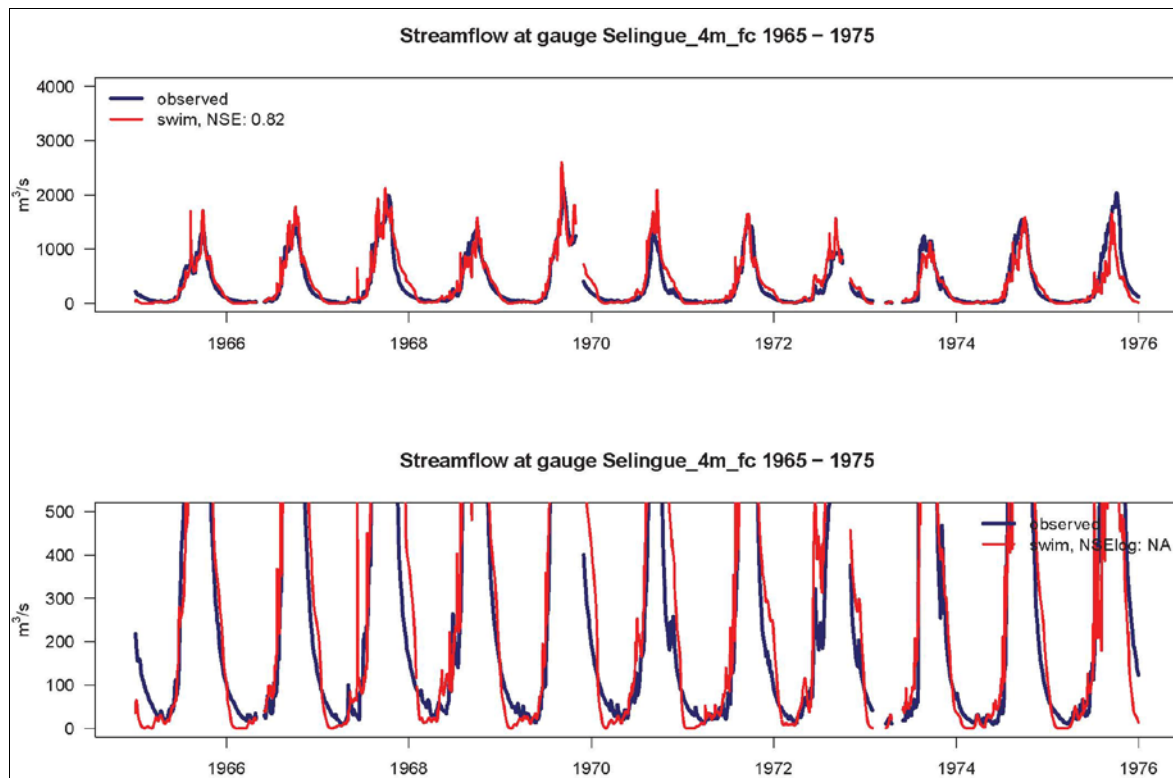 Streamflow at gauge Selingue_4m_fc 1965 – 1975
4000
3000
2000
1000
0
m³/s
observed
swim, NSE: 0.82
1966 1968 1970 1972 1974 1976
Streamflow at gauge Selingue_4m_fc 1965 – 1975
500
400
300
200
100
0
m³/s
observed
swim, NSElog: NA
1966 1968 1970 1972 1974 1976